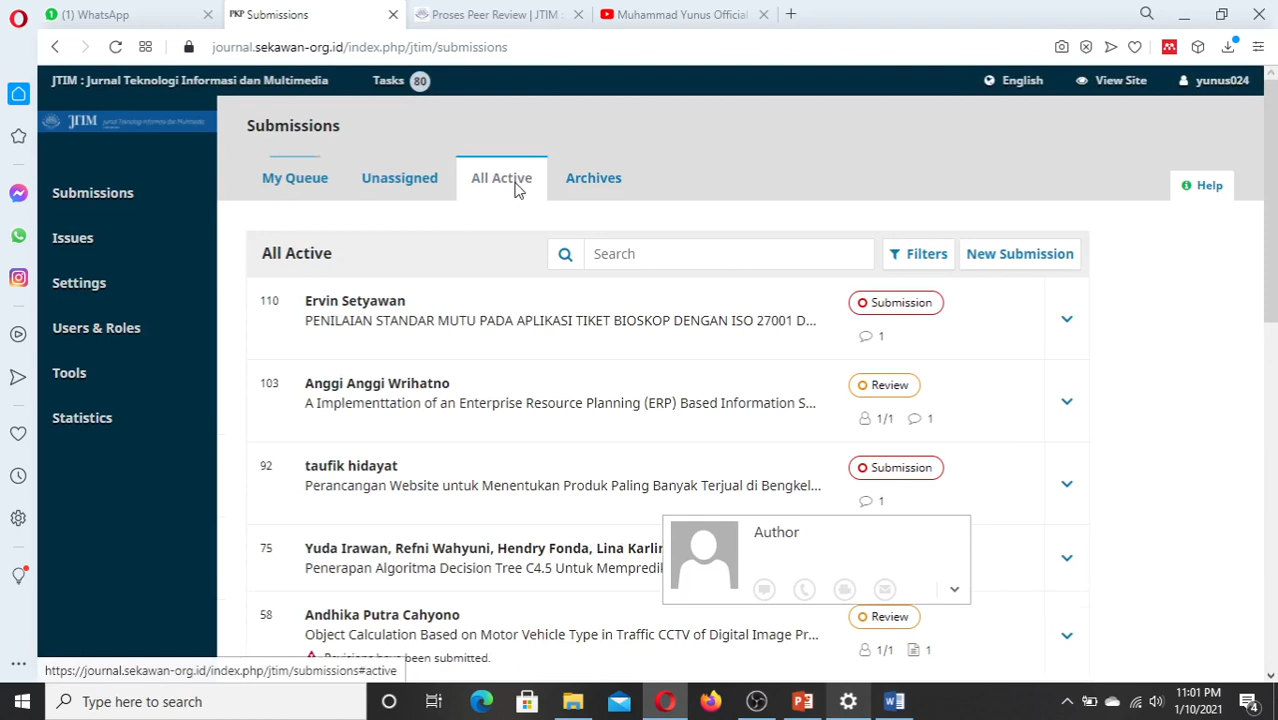 (1) WhatsApp
PKP Submissions
Proses Peer Review | JTIM :
Muhammad Yunus Official
journal.sekawan-org.id/index.php/jtim/submissions
JTIM : Jurnal Teknologi Informasi dan Multimedia
Tasks 80
English
View Site
yunus024
JTIM
Submissions
Issues
Settings
Users & Roles
Tools
Statistics
Submissions
My Queue
Unassigned
All Active
Archives
Help
All Active
Search
Filters
New Submission
110
Ervin Setyawan
PENILAIAN STANDAR MUTU PADA APLIKASI TIKET BIOSKOP DENGAN ISO 27001 D...
Submission
1
103
Anggi Anggi Wrihatno
A Implementtation of an Enterprise Resource Planning (ERP) Based Information S...
Review
1/1
1
92
taufik hidayat
Perancangan Website untuk Menentukan Produk Paling Banyak Terjual di Bengkel...
Submission
1
75
Yuda Irawan, Refni Wahyuni, Hendry Fonda, Lina Karlin
Penerapan Algoritma Decision Tree C4.5 Untuk Mempredik
Author
58
Andhika Putra Cahyono
Object Calculation Based on Motor Vehicle Type in Traffic CCTV of Digital Image Pr...
Revisions have been submitted.
Review
1/1
1
https://journal.sekawan-org.id/index.php/jtim/submissions#active
Type here to search
11:01 PM
1/10/2021
4